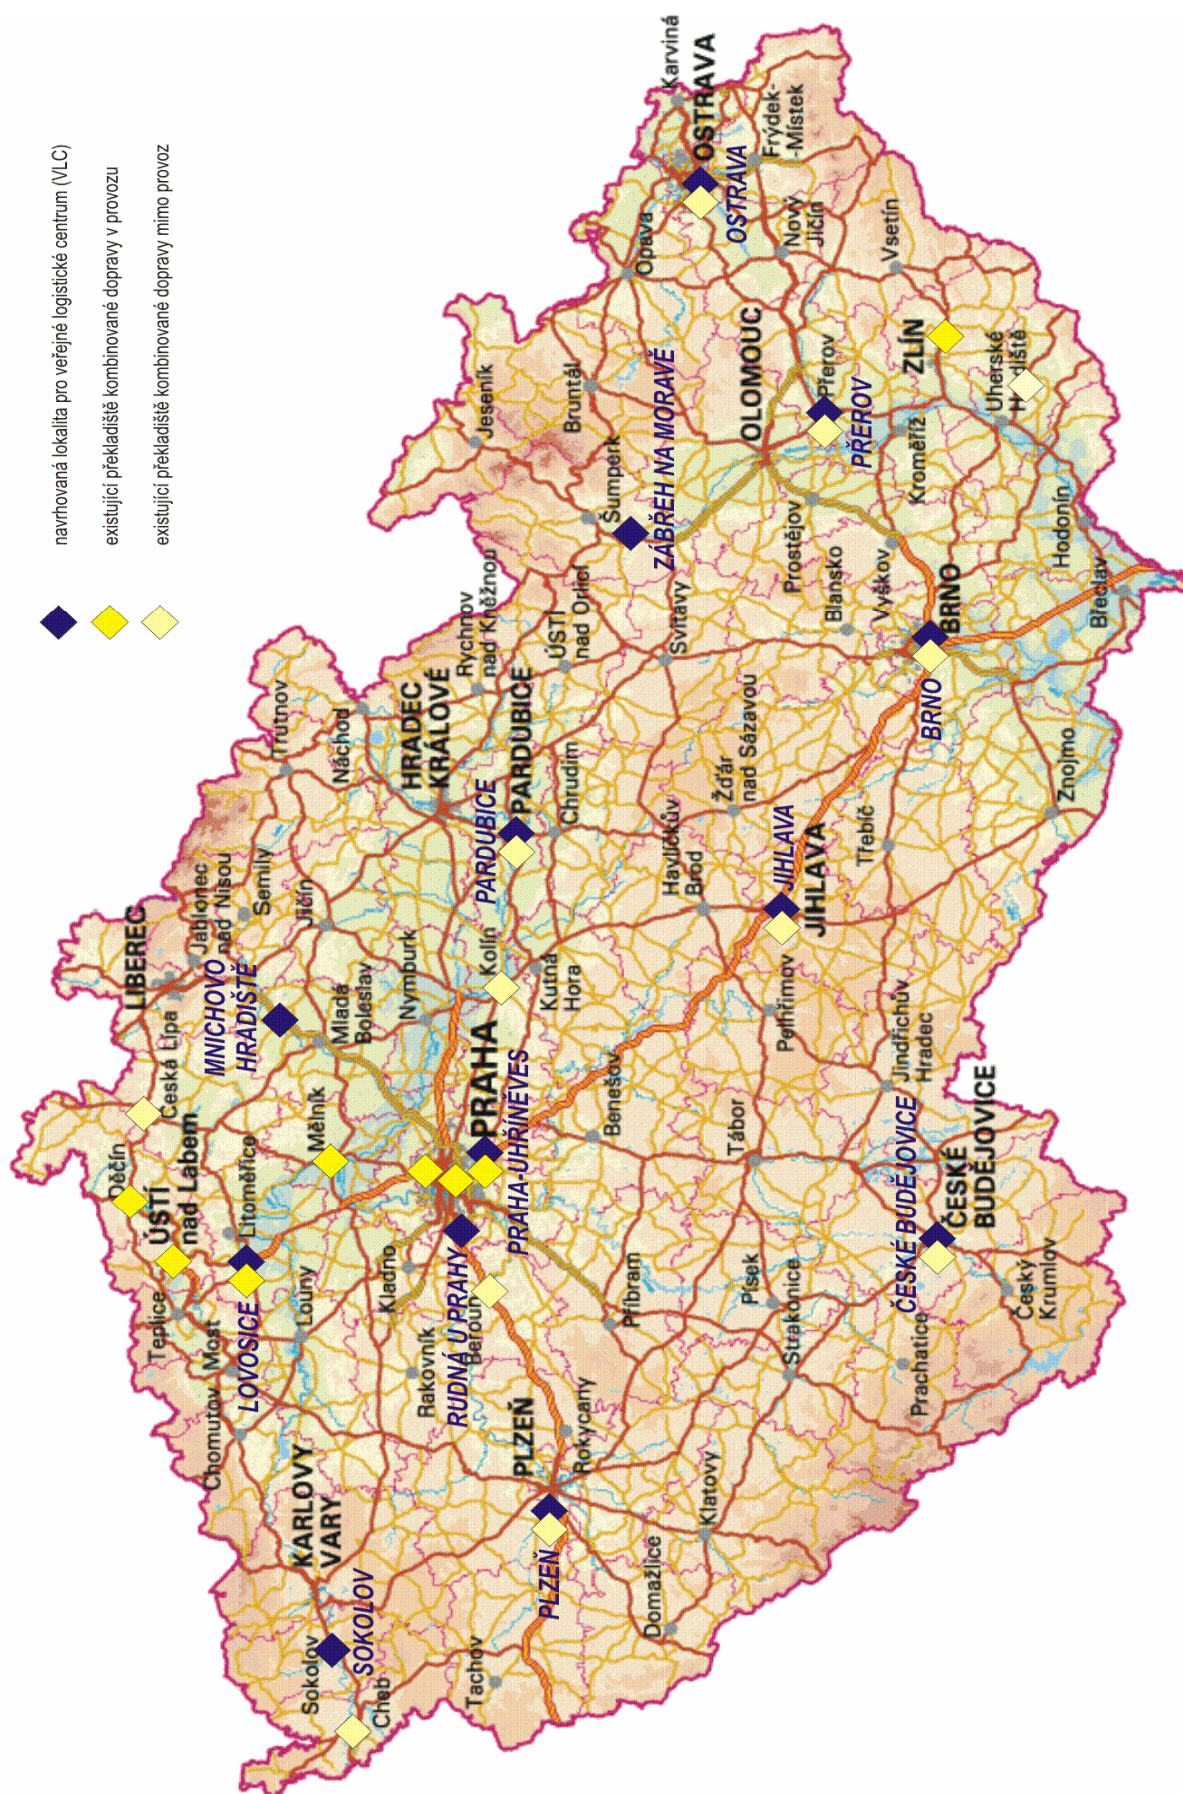 navrhovaná lokalita pro veřejné logistické centrum (VLC)
existující překladiště kombinované dopravy v provozu
existující překladiště kombinované dopravy mimo provoz
Děčín
ÚSTÍ
nad Labem
Teplice
Most
Chomutov
Litoměřice
LOVOSICE
Louny
Česká Lípa
LIBEREC
Jablonec
nad Nisou
Semily
MNICHOVO
HRADIŠTĚ
Mladá
Boleslav
Jičín
Trutnov
Náchod
HRADEC
KRÁLOVÉ
Rychnov
nad Kněžnou
PARDUBICE
PARDUBICE
Chrudim
ÚSTÍ
nad Orlicí
Svitavy
KARLOVY
VARY
Sokolov
SOKOLOV
Cheb
Tachov
Mělník
Kladno
Rakovník
RUDNÁ U PRAHY
Beroun
PRAHA
PRAHA-UHŘÍNĚVES
Nymburk
Kolín
Kutná
Hora
Benešov
Příbram
PLZEŇ
PLZEŇ
Rokycany
Domažlice
Klatovy
Písek
Strakonice
Prachatice
Tábor
Pelhřimov
Jindřichův
Hradec
ČESKÉ BUDĚJOVICE
ČESKÉ
BUDĚJOVICE
Český
Krumlov
Havlíčkův
Brod
Žďár
nad Sázavou
JIHLAVA
JIHLAVA
Třebíč
Znojmo
Jeseník
Bruntál
Šumperk
ZÁBŘEH NA MORAVĚ
OLOMOUC
Prostějov
Přerov
PŘEROV
Kroměříž
Blansko
Vyškov
BRNO
BRNO
Hodonín
Břeclav
Uherské
ZLÍN
Vsetín
Nový
Jičín
Opava
OSTRAVA
OSTRAVA
Karviná
Frýdek-
-Místek